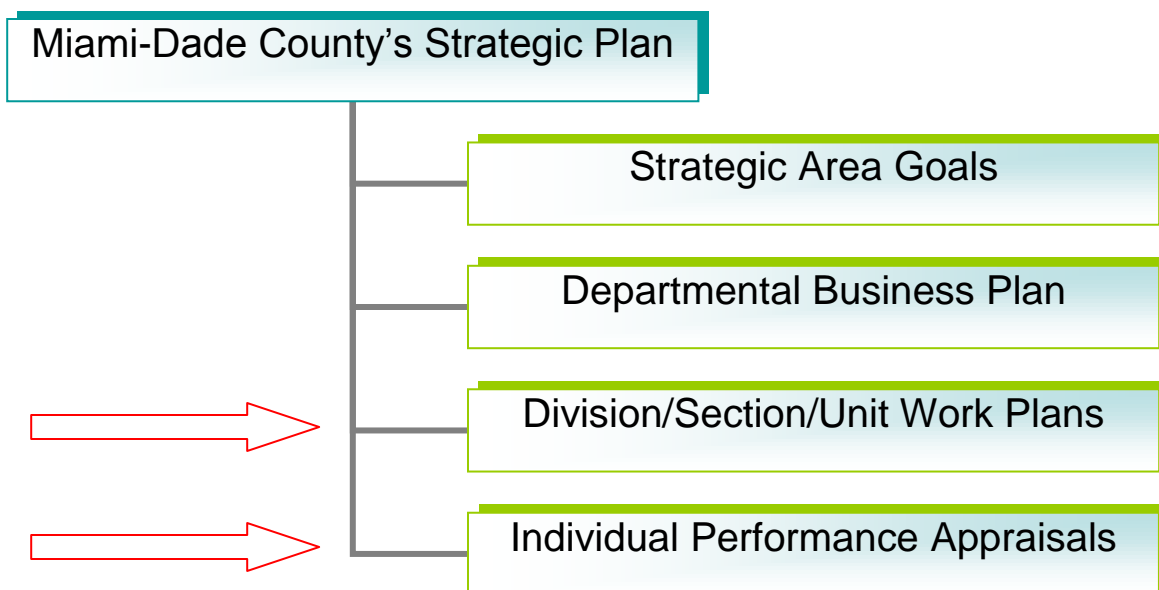 Miami-Dade County’s Strategic Plan
Strategic Area Goals
Departmental Business Plan
Division/Section/Unit Work Plans
Individual Performance Appraisals